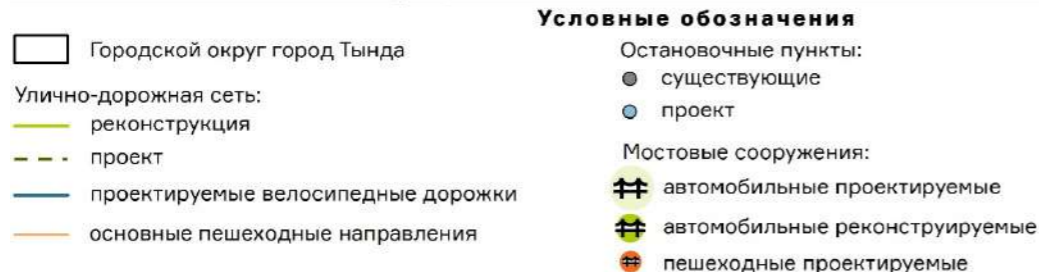 Условные обозначения
Городской округ город Тында
Улично-дорожная сеть:
реконструкция
проект
проектируемые велосипедные дорожки
основные пешеходные направления
Остановочные пункты:
существующие
проект
Мостовые сооружения:
автомобильные проектируемые
автомобильные реконструируемые
пешеходные проектируемые